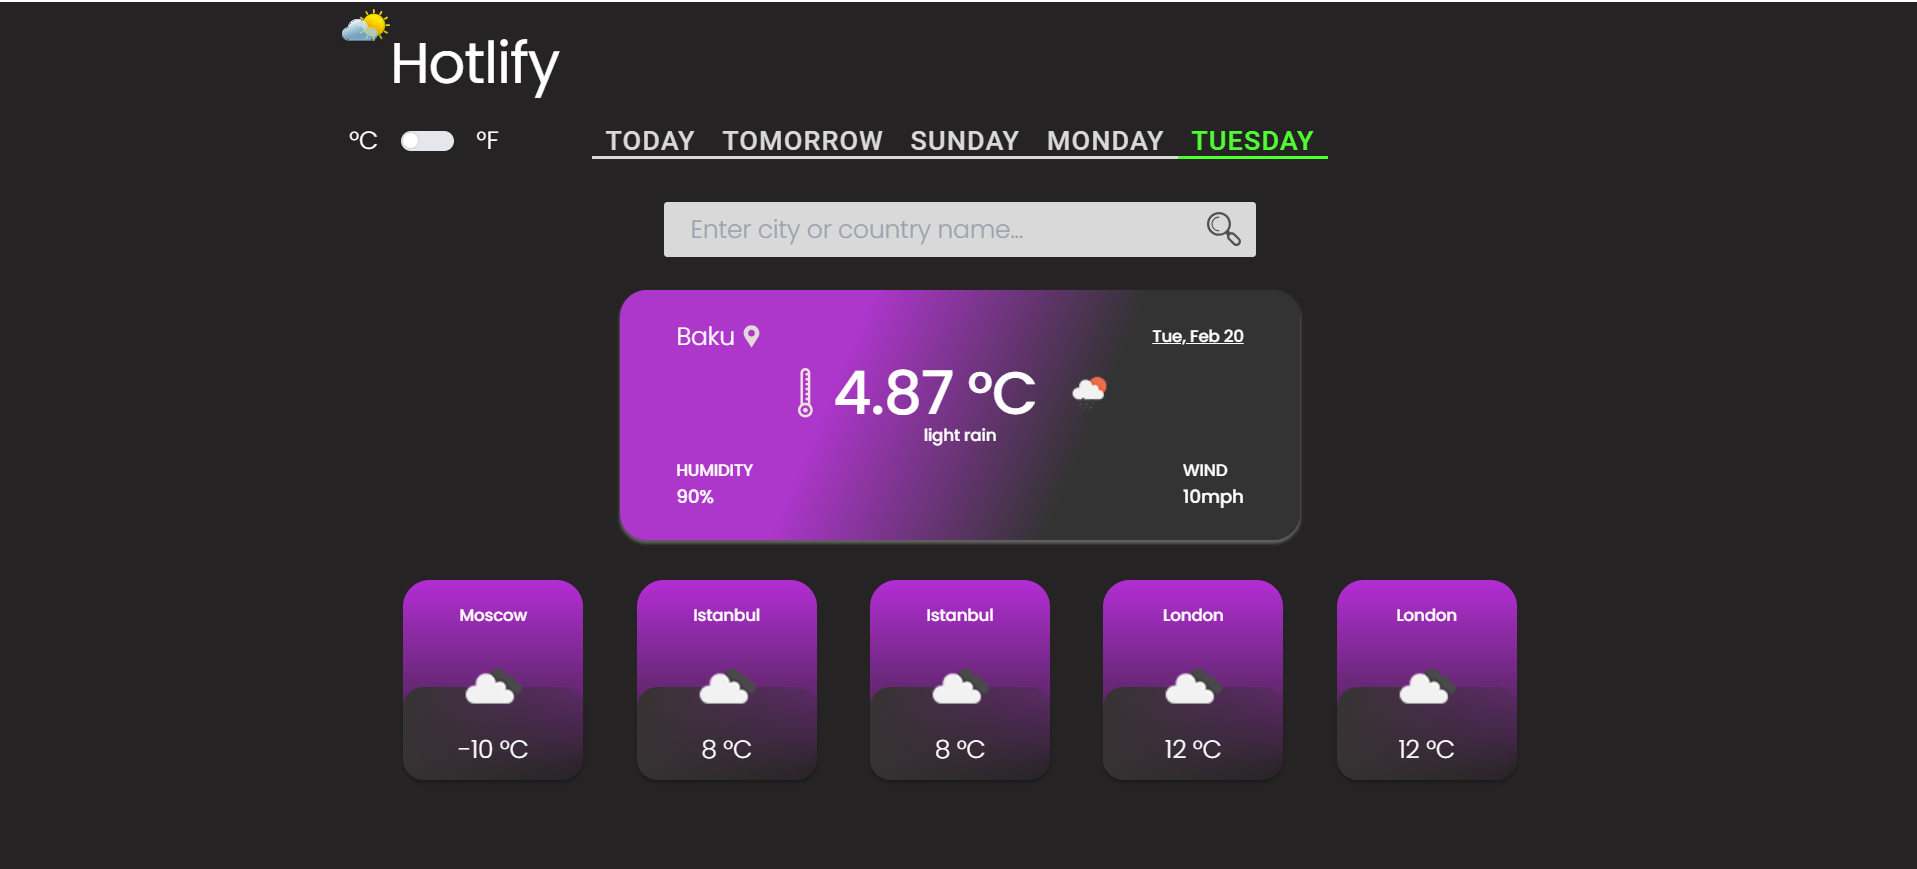 Hotlify
°C °F
TODAY TOMORROW SUNDAY MONDAY TUESDAY
Enter city or country name...
Baku
Tue, Feb 20
4.87 °C
light rain
HUMIDITY
90%
WIND
10mph
Moscow
-10 °C
Istanbul
8 °C
Istanbul
8 °C
London
12 °C
London
12 °C